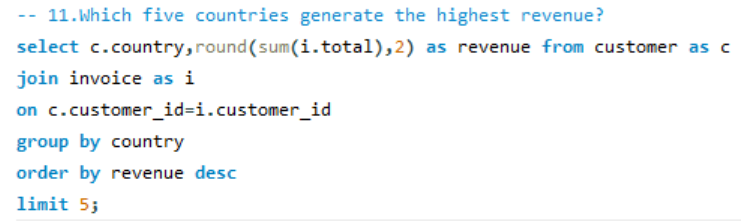 -- 11.Which five countries generate the highest revenue?
select c.country,round(sum(i.total),2) as revenue from customer as c
join invoice as i
on c.customer_id=i.customer_id
group by country
order by revenue desc
limit 5;